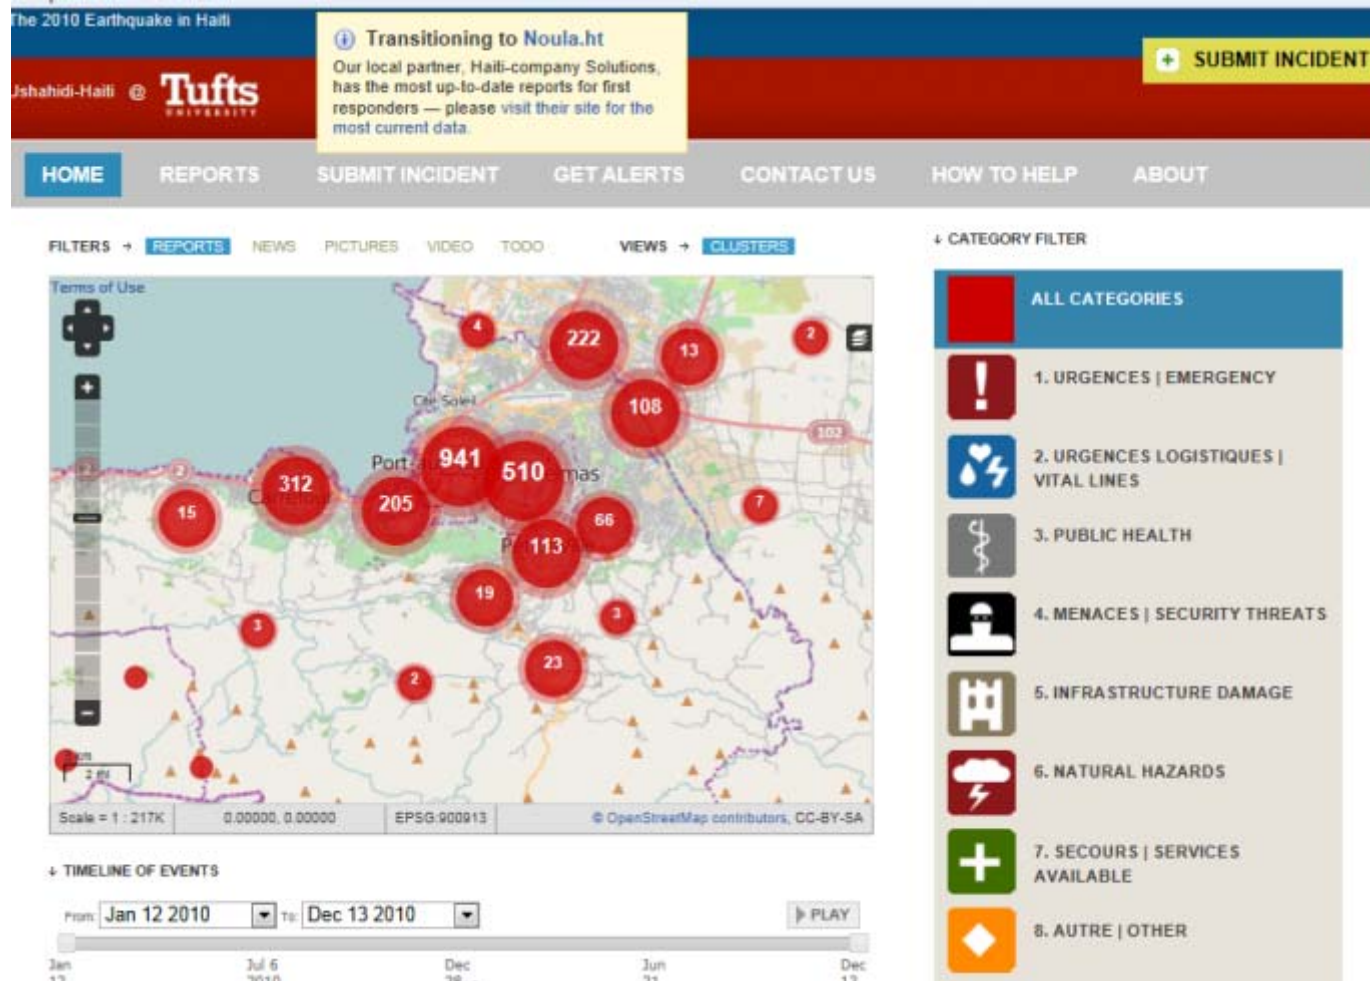 The 2010 Earthquake in Haiti
Transitioning to Noula.ht
Our local partner, Haiti-company Solutions,
has the most up-to-date reports for first
responders — please visit their site for the
most current data.
SUBMIT INCIDENT
Ushahidi-Haiti @ Tufts
UNIVERSITY
HOME REPORTS SUBMIT INCIDENT GET ALERTS CONTACT US HOW TO HELP ABOUT
FILTERS → REPORTS NEWS PICTURES VIDEO TODO VIEWS → CLUSTERS
↓ CATEGORY FILTER
Terms of Use
4
222
13
2
Cite Soleil
108
102
2
941
510
312
205
15
7
66
113
19
3
3
23
2
2 mi
Scale = 1 : 217K 0.00000, 0.00000 EPSG:900913 © OpenStreetMap contributors, CC-BY-SA
ALL CATEGORIES
1. URGENCES | EMERGENCY
2. URGENCES LOGISTIQUES |
VITAL LINES
3. PUBLIC HEALTH
4. MENACES | SECURITY THREATS
5. INFRASTRUCTURE DAMAGE
6. NATURAL HAZARDS
7. SECOURS | SERVICES
AVAILABLE
8. AUTRE | OTHER
↓ TIMELINE OF EVENTS
From: Jan 12 2010 To: Dec 13 2010 PLAY
Jan Jul 6 Dec Jun Dec